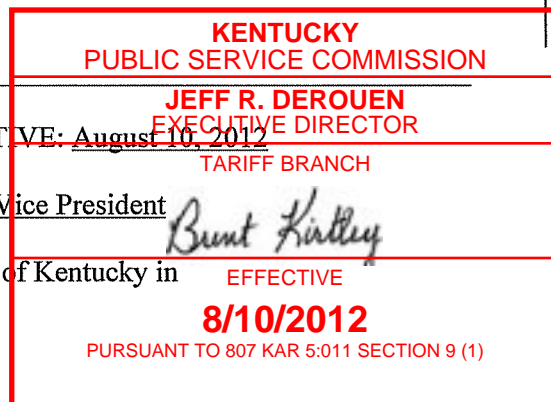 KENTUCKY
PUBLIC SERVICE COMMISSION
JEFF R. DEROUEN
EXECUTIVE DIRECTOR
TIVE: August 10, 2012
TARIFF BRANCH
Vice President
Brent Kirtley
of Kentucky in
EFFECTIVE
8/10/2012
PURSUANT TO 807 KAR 5:011 SECTION 9 (1)